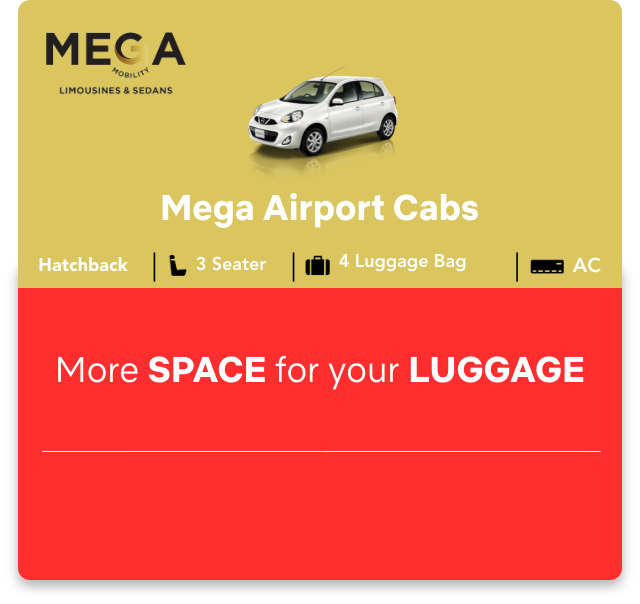 MEGA
MOBILITY
LIMOUSINES & SEDANS
Mega Airport Cabs
Hatchback 3 Seater 4 Luggage Bag AC
More SPACE for your LUGGAGE